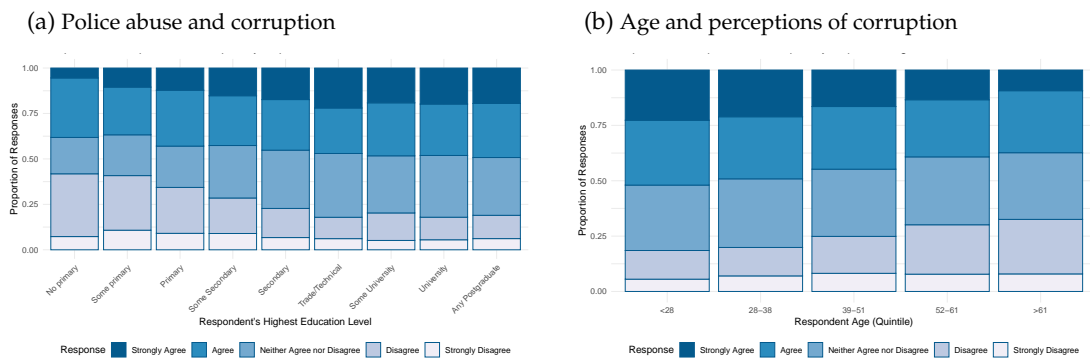 (a) Police abuse and corruption
1.00
0.75
0.50
0.25
0.00
Proportion of Responses
No primary
Some primary
Primary
Some Secondary
Secondary
Trade/Technical
Some University
University
Any Postgraduate
Respondent's Highest Education Level
Response Strongly Agree Agree Neither Agree nor Disagree Disagree Strongly Disagree
(b) Age and perceptions of corruption
1.00
0.75
0.50
0.25
0.00
Proportion of Responses
<28
28–38
39–51
52–61
>61
Respondent Age (Quintile)
Response Strongly Agree Agree Neither Agree nor Disagree Disagree Strongly Disagree